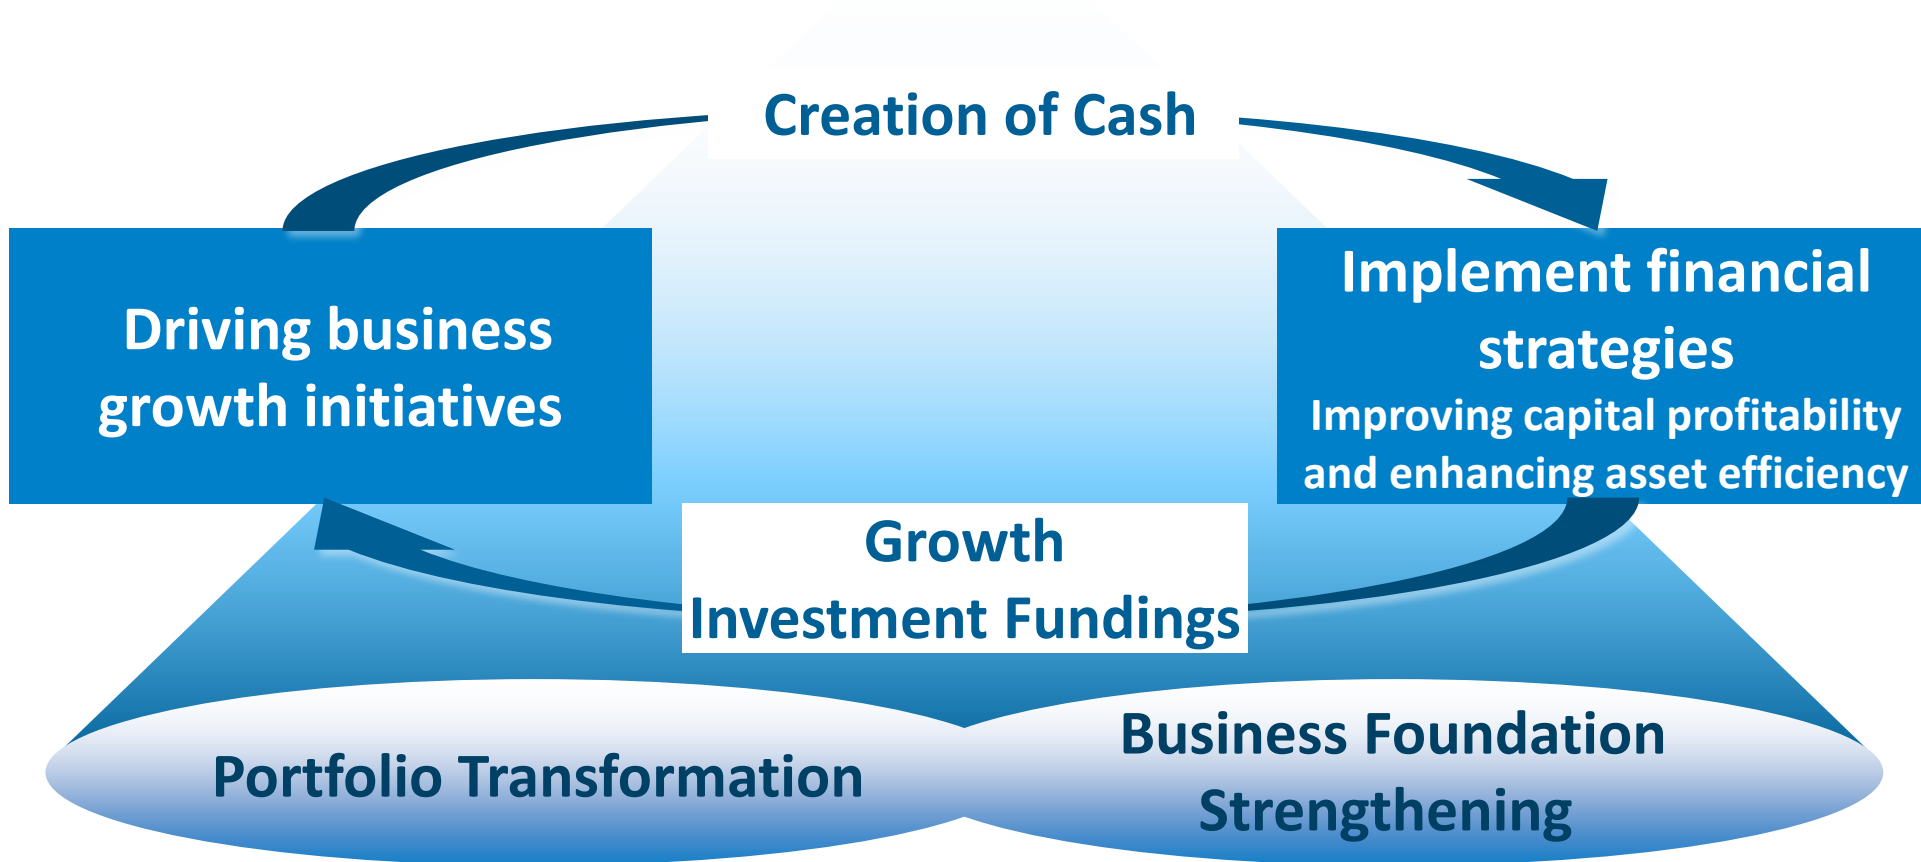 Creation of Cash
Driving business
growth initiatives
Implement financial
strategies
Improving capital profitability
and enhancing asset efficiency
Growth
Investment Fundings
Portfolio Transformation
Business Foundation
Strengthening